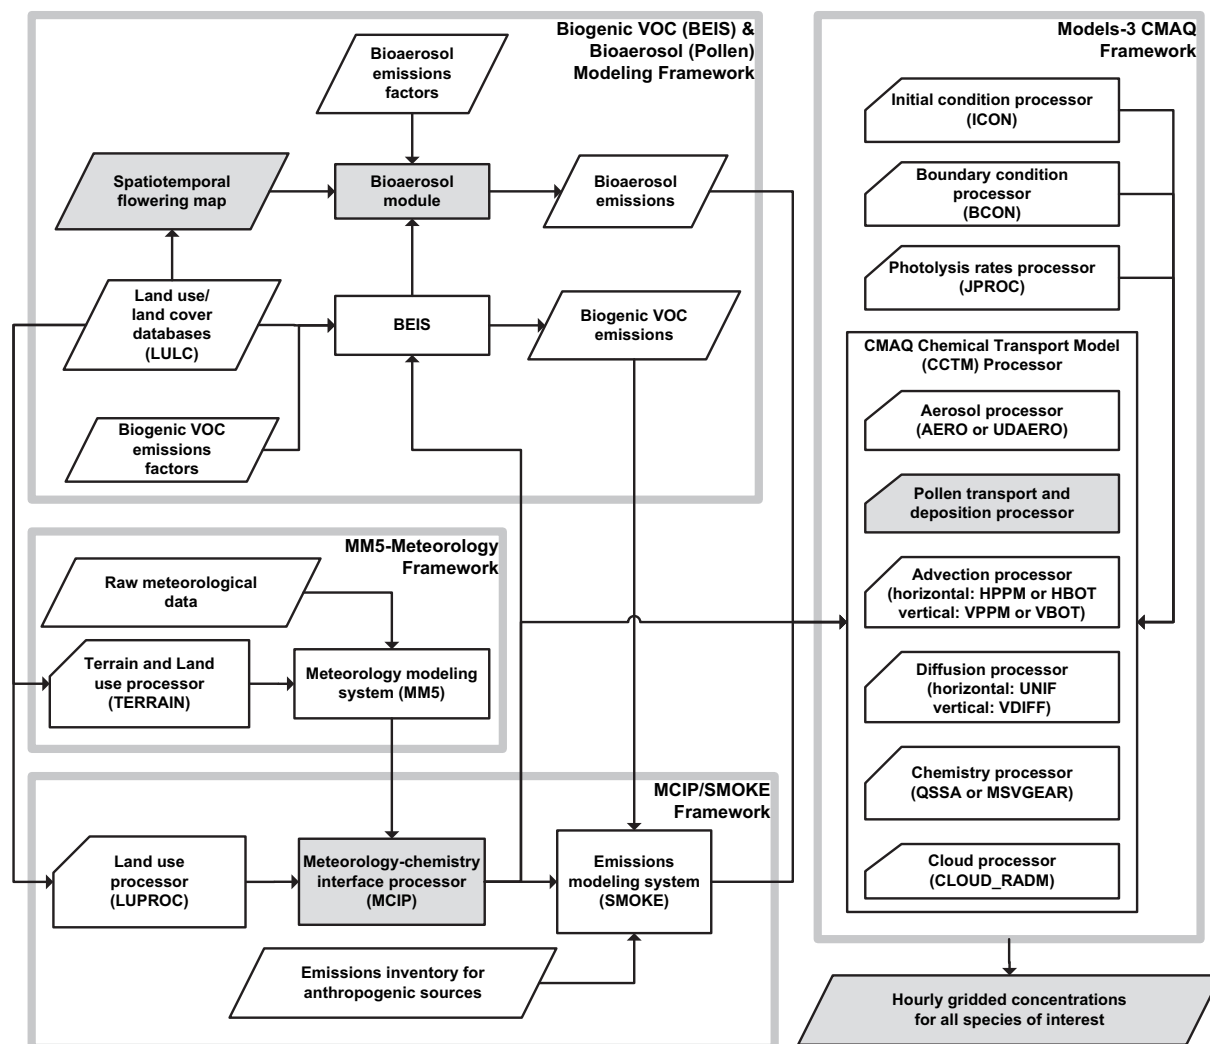 Biogenic VOC (BEIS) &
Bioaerosol (Pollen)
Modeling Framework
Bioaerosol
emissions
factors
Spatiotemporal
flowering map
Bioaerosol
module
Bioaerosol
emissions
Land use/
land cover
databases
(LULC)
BEIS
Biogenic VOC
emissions
Biogenic VOC
emissions
factors
MM5-Meteorology
Framework
Raw meteorological
data
Terrain and Land
use processor
(TERRAIN)
Meteorology modeling
system (MM5)
MCIP/SMOKE
Framework
Land use
processor
(LUPROC)
Meteorology-chemistry
interface processor
(MCIP)
Emissions
modeling system
(SMOKE)
Emissions inventory for
anthropogenic sources
Models-3 CMAQ
Framework
Initial condition processor
(ICON)
Boundary condition
processor
(BCON)
Photolysis rates processor
(JPROC)
CMAQ Chemical Transport Model
(CCTM) Processor
Aerosol processor
(AERO or UDAERO)
Pollen transport and
deposition processor
Advection processor
(horizontal: HPPM or HBOT
vertical: VPPM or VBOT)
Diffusion processor
(horizontal: UNIF
vertical: VDIFF)
Chemistry processor
(QSSA or MSVGEAR)
Cloud processor
(CLOUD_RADM)
Hourly gridded concentrations
for all species of interest